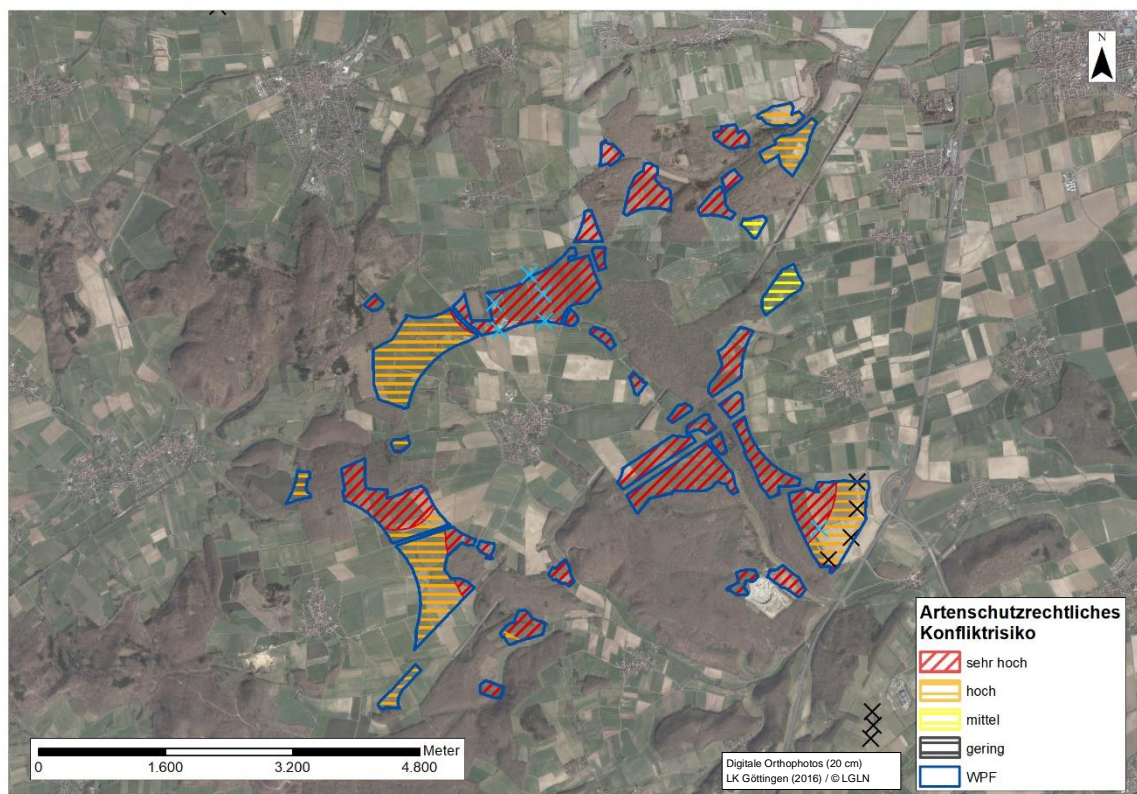 N
Artenschutzrechtliches
Konfliktrisiko
sehr hoch
hoch
mittel
gering
WPF
Meter
0 1.600 3.200 4.800
Digitale Orthophotos (20 cm)
LK Göttingen (2016) / © LGLN